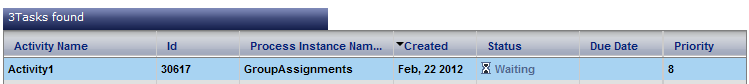 3Tasks found
Activity Name Id Process Instance Nam... Created Status Due Date Priority
Activity1 30617 GroupAssignments Feb, 22 2012 Waiting 8